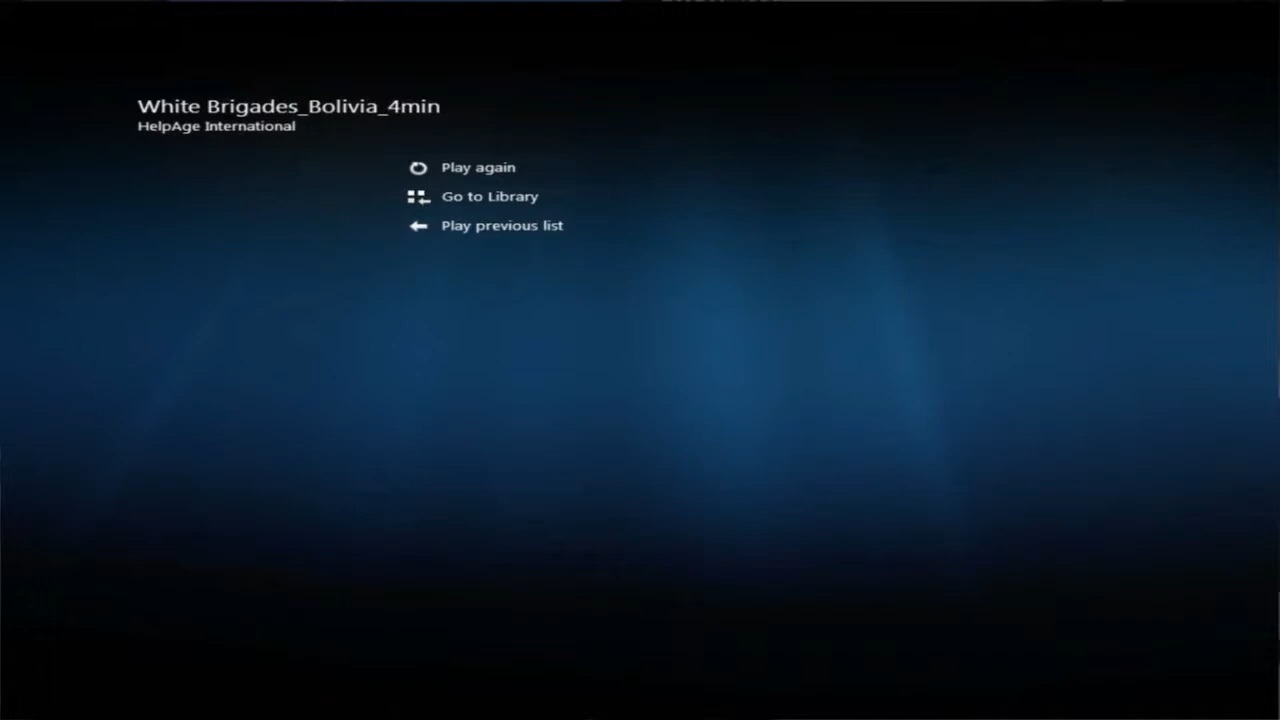 White Brigades_Bolivia_4min
HelpAge International
Play again
Go to Library
Play previous list